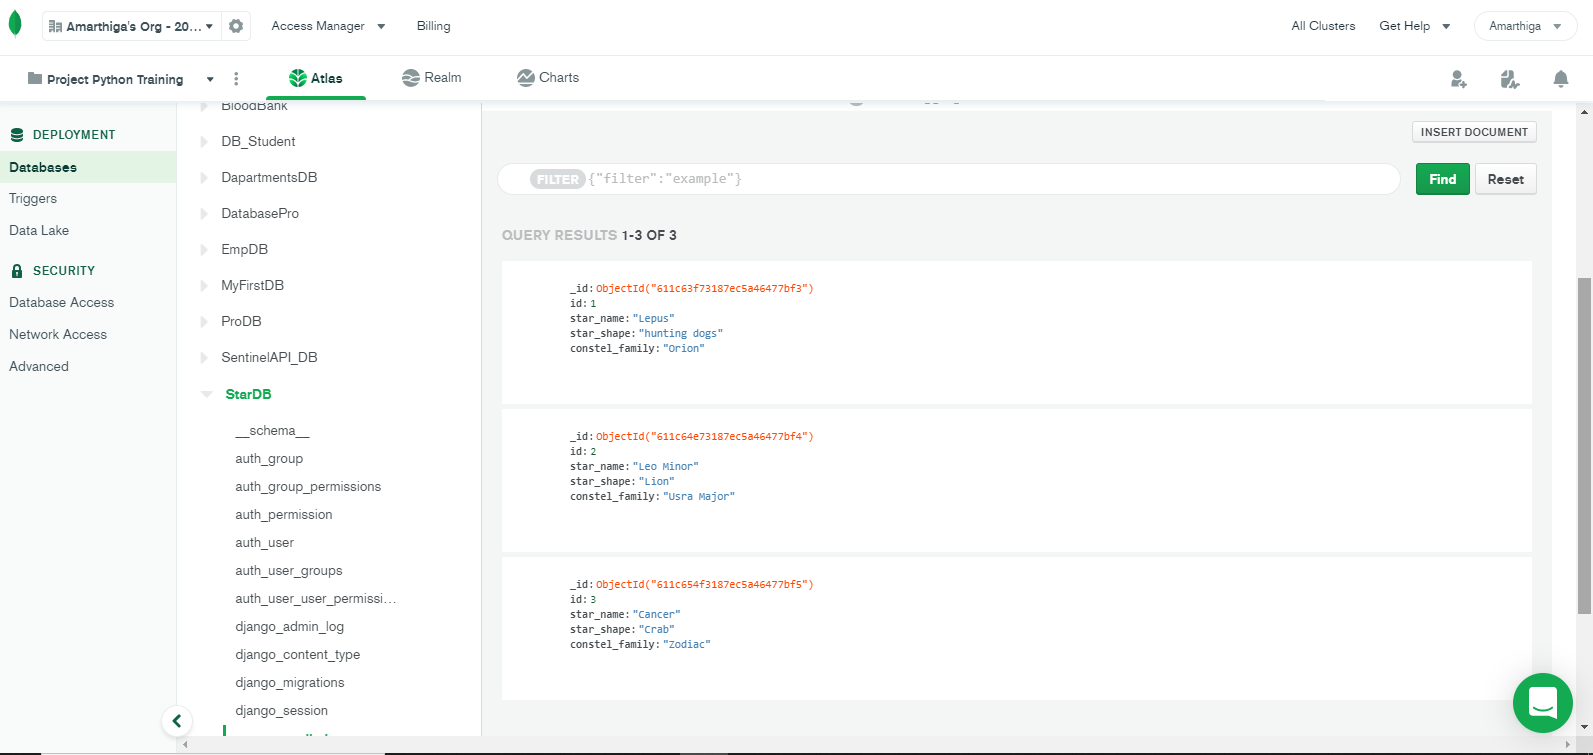 Amarthiga's Org - 20...
Access Manager
Billing
All Clusters
Get Help
Amarthiga
Project Python Training
Atlas
Realm
Charts
DEPLOYMENT
Databases
Triggers
Data Lake
SECURITY
Database Access
Network Access
Advanced
BloodBank
DB_Student
DapartmentsDB
DatabasePro
EmpDB
MyFirstDB
ProDB
SentinelAPI_DB
StarDB
__schema__
auth_group
auth_group_permissions
auth_permission
auth_user
auth_user_groups
auth_user_user_permissi...
django_admin_log
django_content_type
django_migrations
django_session
INSERT DOCUMENT
FILTER {"filter":"example"}
Find
Reset
QUERY RESULTS 1-3 OF 3
_id: ObjectId("611c63f73187ec5a46477bf3")
id: 1
star_name: "Lepus"
star_shape: "hunting dogs"
constel_family: "Orion"
_id: ObjectId("611c64e73187ec5a46477bf4")
id: 2
star_name: "Leo Minor"
star_shape: "Lion"
constel_family: "Usra Major"
_id: ObjectId("611c654f3187ec5a46477bf5")
id: 3
star_name: "Cancer"
star_shape: "Crab"
constel_family: "Zodiac"